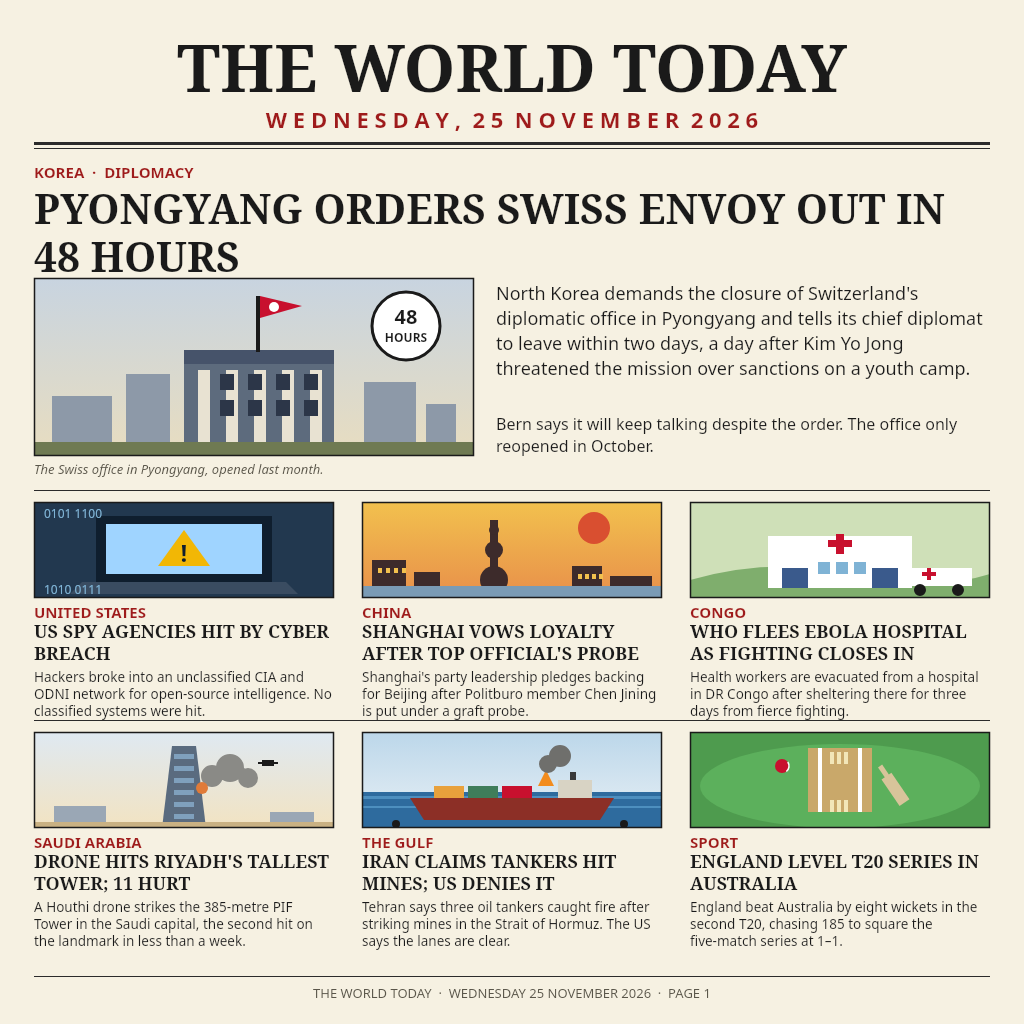 THE WORLD TODAY
WEDNESDAY, 25 NOVEMBER 2026
KOREA · DIPLOMACY
PYONGYANG ORDERS SWISS ENVOY OUT IN
48 HOURS
48
HOURS
North Korea demands the closure of Switzerland's
diplomatic office in Pyongyang and tells its chief diplomat
to leave within two days, a day after Kim Yo Jong
threatened the mission over sanctions on a youth camp.
Bern says it will keep talking despite the order. The office only
reopened in October.
The Swiss office in Pyongyang, opened last month.
0101 1100
!
1010 0111
UNITED STATES
US SPY AGENCIES HIT BY CYBER
BREACH
Hackers broke into an unclassified CIA and
ODNI network for open-source intelligence. No
classified systems were hit.
CHINA
SHANGHAI VOWS LOYALTY
AFTER TOP OFFICIAL'S PROBE
Shanghai's party leadership pledges backing
for Beijing after Politburo member Chen Jining
is put under a graft probe.
CONGO
WHO FLEES EBOLA HOSPITAL
AS FIGHTING CLOSES IN
Health workers are evacuated from a hospital
in DR Congo after sheltering there for three
days from fierce fighting.
SAUDI ARABIA
DRONE HITS RIYADH'S TALLEST
TOWER; 11 HURT
A Houthi drone strikes the 385-metre PIF
Tower in the Saudi capital, the second hit on
the landmark in less than a week.
THE GULF
IRAN CLAIMS TANKERS HIT
MINES; US DENIES IT
Tehran says three oil tankers caught fire after
striking mines in the Strait of Hormuz. The US
says the lanes are clear.
SPORT
ENGLAND LEVEL T20 SERIES IN
AUSTRALIA
England beat Australia by eight wickets in the
second T20, chasing 185 to square the
five-match series at 1–1.
THE WORLD TODAY · WEDNESDAY 25 NOVEMBER 2026 · PAGE 1